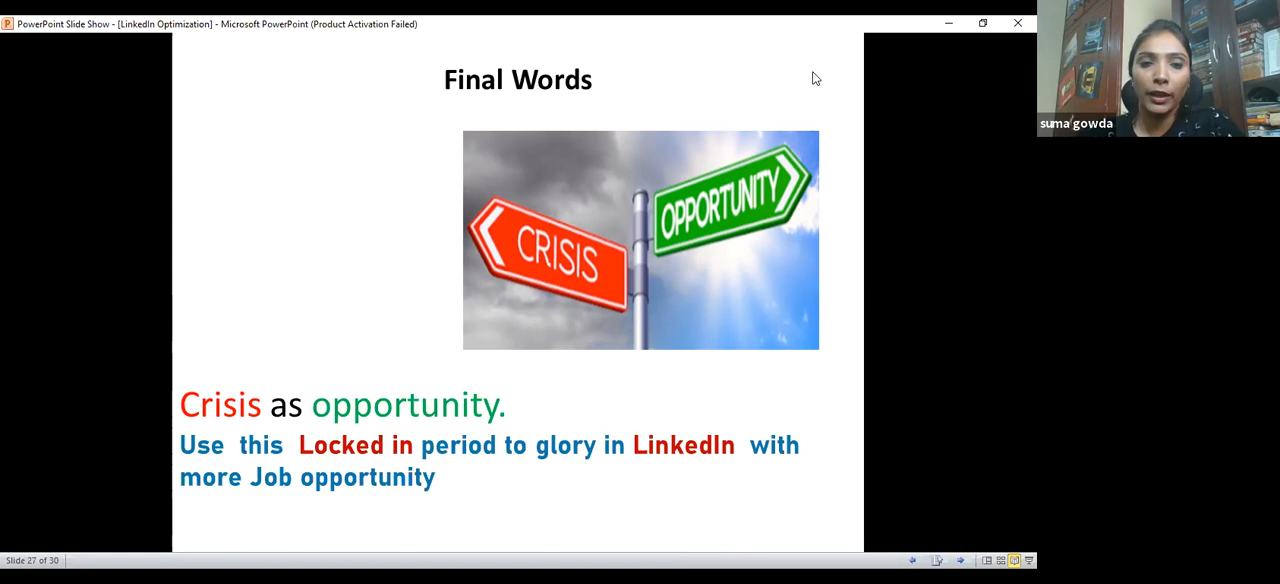 PowerPoint Slide Show - [LinkedIn Optimization] - Microsoft PowerPoint (Product Activation Failed)
Final Words
suma gowda
OPPORTUNITY
CRISIS
Crisis as opportunity.
Use this Locked in period to glory in LinkedIn with
more Job opportunity
Slide 27 of 30